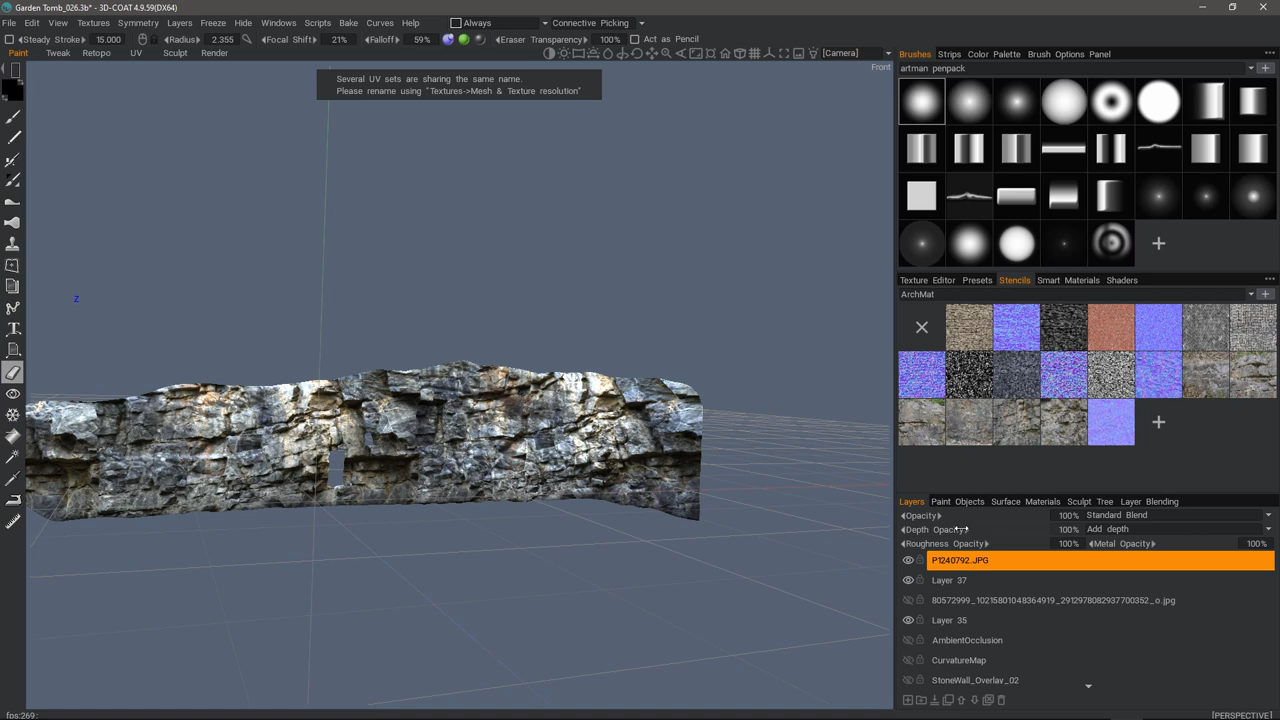 Garden Tomb_026.3b* - 3D-COAT 4.9.59(DX64)
File Edit View Textures Symmetry Layers Freeze Hide Windows Scripts Bake Curves Help Always Connective Picking
Steady Stroke 15.000 Radius 2.355 Focal Shift 21% Falloff 59% Eraser Transparency 100% Act as Pencil
Paint Tweak Retopo UV Sculpt Render [Camera]
Front
Several UV sets are sharing the same name.
Please rename using "Textures->Mesh & Texture resolution"
Z
Brushes Strips Color Palette Brush Options Panel
artman penpack
Texture Editor Presets Stencils Smart Materials Shaders
ArchMat
Layers Paint Objects Surface Materials Sculpt Tree Layer Blending
Opacity 100% Standard Blend
Depth Opacity 100% Add depth
Roughness Opacity 100% Metal Opacity 100%
P1240792.JPG
Layer 37
80572999_10215801048364919_2912978082937700352_o.jpg
Layer 35
AmbientOcclusion
CurvatureMap
StoneWall_Overlay_02
fps:269:
[PERSPECTIVE]